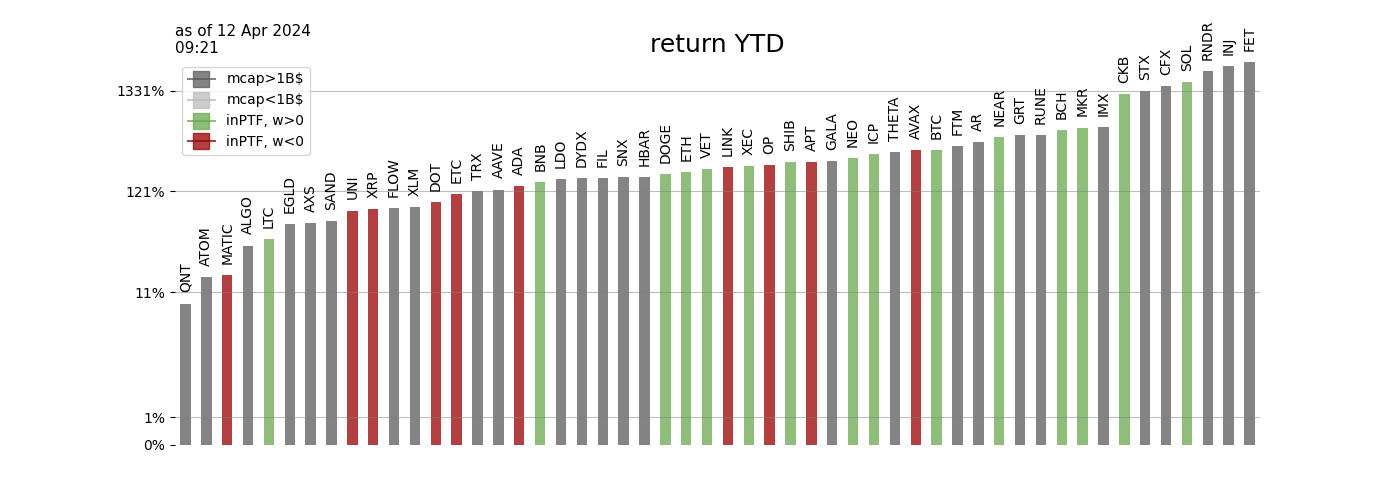 as of 12 Apr 2024
09:21
return YTD
mcap>1B$
mcap<1B$
inPTF, w>0
inPTF, w<0
1331%
121%
11%
1%
0%
QNT
ATOM
MATIC
ALGO
LTC
EGLD
AXS
SAND
UNI
XRP
FLOW
XLM
DOT
ETC
TRX
AAVE
ADA
BNB
LDO
DYDX
FIL
SNX
HBAR
DOGE
ETH
VET
LINK
XEC
OP
SHIB
APT
GALA
NEO
ICP
THETA
AVAX
BTC
FTM
AR
NEAR
GRT
RUNE
BCH
MKR
IMX
CKB
STX
CFX
SOL
RNDR
INJ
FET